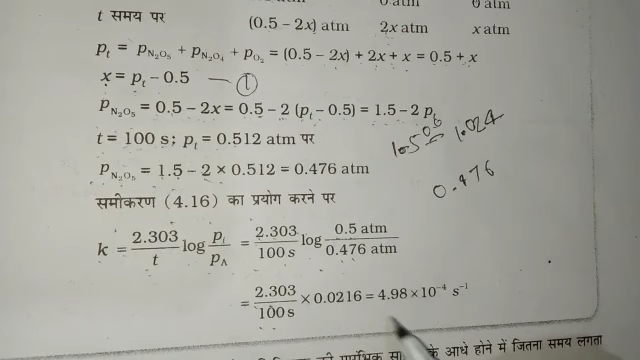 0 atm 0 atm
t समय पर (0.5 – 2x) atm 2x atm x atm
p_t = p_N₂O₅ + p_N₂O₄ + p_O₂ = (0.5 – 2x) + 2x + x = 0.5 + x
x = p_t – 0.5 — ①
p_N₂O₅ = 0.5 – 2x = 0.5 – 2 (p_t – 0.5) = 1.5 – 2 p_t
t = 100 s; p_t = 0.512 atm पर
1.024
p_N₂O₅ = 1.5 – 2 × 0.512 = 0.476 atm
0.476
समीकरण (4.16) का प्रयोग करने पर
k = 2.303/t log p_i/p_A = 2.303/100 s log 0.5 atm/0.476 atm
= 2.303/100 s × 0.0216 = 4.98 × 10⁻⁴ s⁻¹
के आधे होने में जितना समय लगता